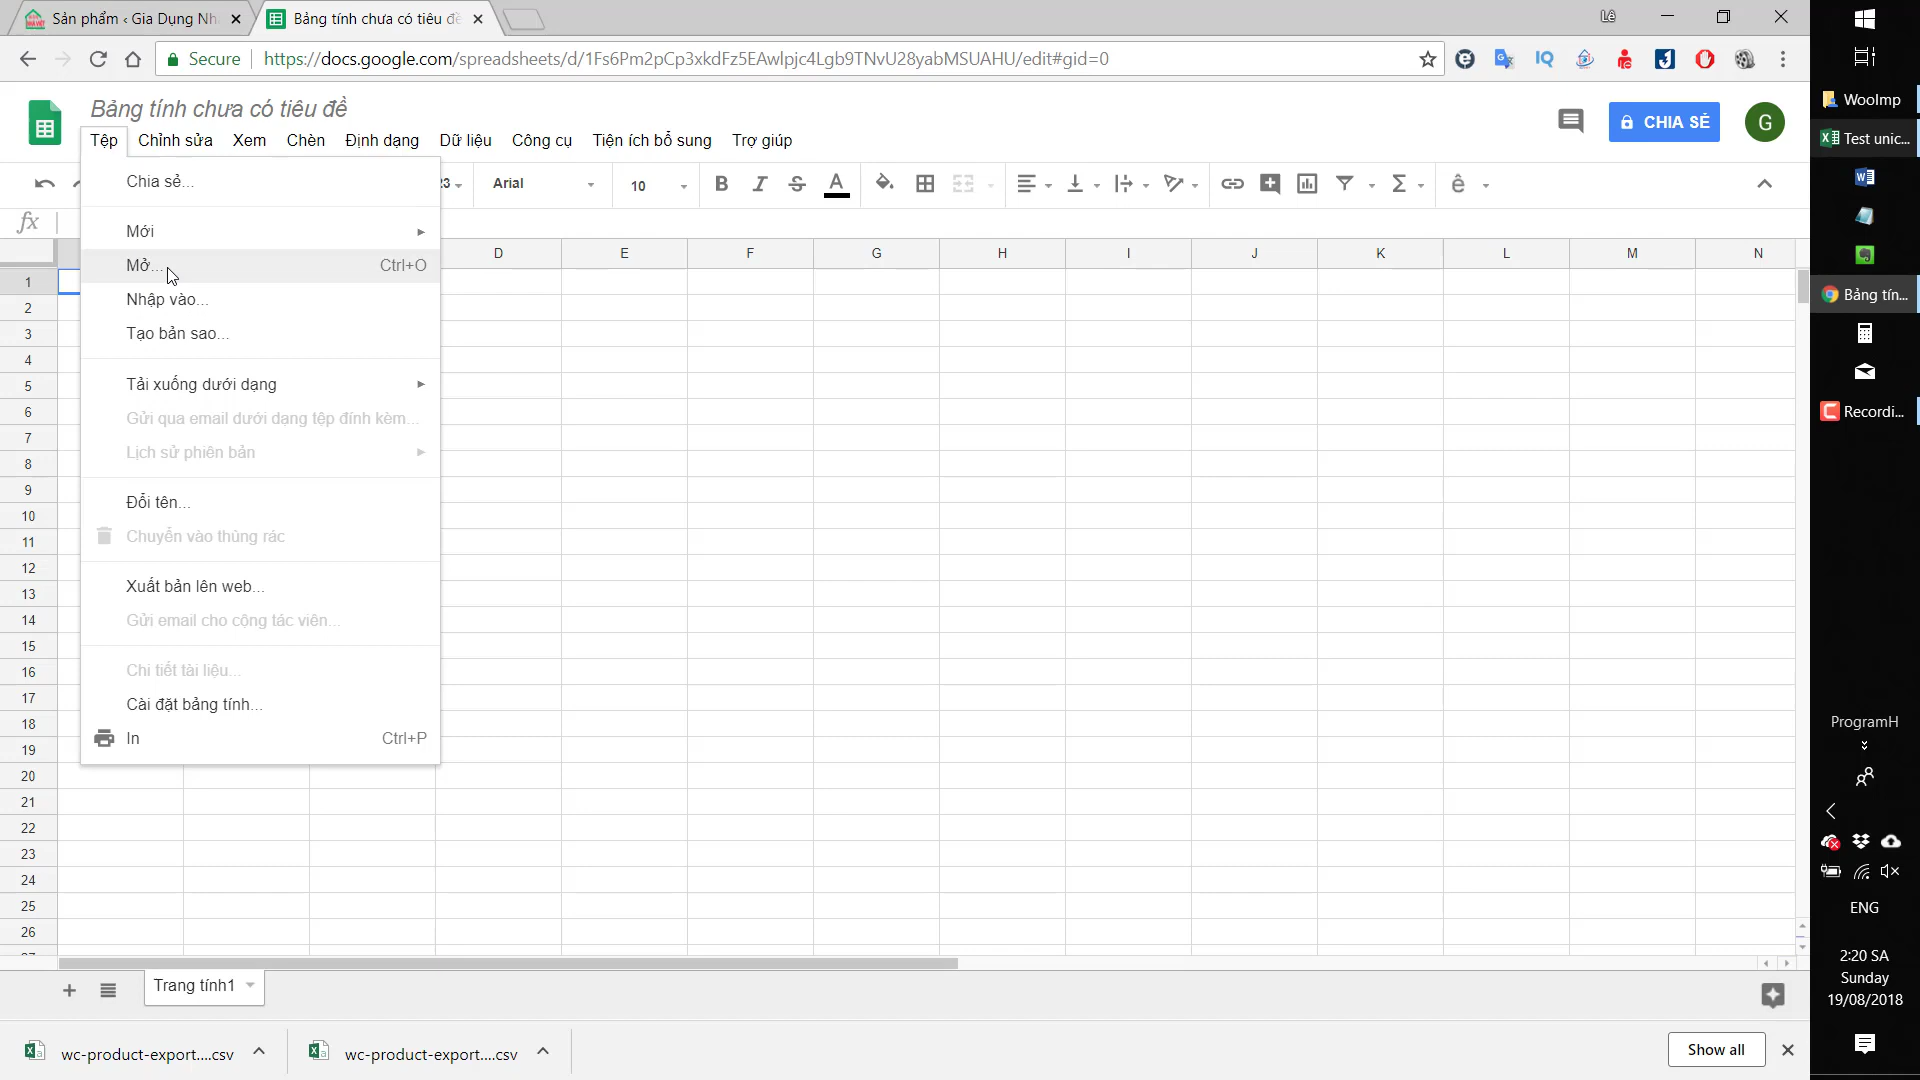 Sản phẩm ‹ Gia Dụng Nh
Bảng tính chưa có tiêu đề
Lê
Secure
https://docs.google.com/spreadsheets/d/1Fs6Pm2pCp3xkdFz5EAwlpjc4Lgb9TNvU28yabMSUAHU/edit#gid=0
Bảng tính chưa có tiêu đề
Tệp Chỉnh sửa Xem Chèn Định dạng Dữ liệu Công cụ Tiện ích bổ sung Trợ giúp
CHIA SẺ
G
Chia sẻ...
Mới
Mở... Ctrl+O
Nhập vào...
Tạo bản sao...
Tải xuống dưới dạng
Gửi qua email dưới dạng tệp đính kèm...
Lịch sử phiên bản
Đổi tên...
Chuyển vào thùng rác
Xuất bản lên web...
Gửi email cho cộng tác viên...
Chi tiết tài liệu...
Cài đặt bảng tính...
In Ctrl+P
Arial 10 B I S A Σ ê
fx
D E F G H I J K L M N
1
2
3
4
5
6
7
8
9
10
11
12
13
14
15
16
17
18
19
20
21
22
23
24
25
26
Trang tính1
wc-product-export....csv
wc-product-export....csv
Show all
WooImp
Test unic...
Bảng tín...
Recordi...
ProgramH
ENG
2:20 SA
Sunday
19/08/2018